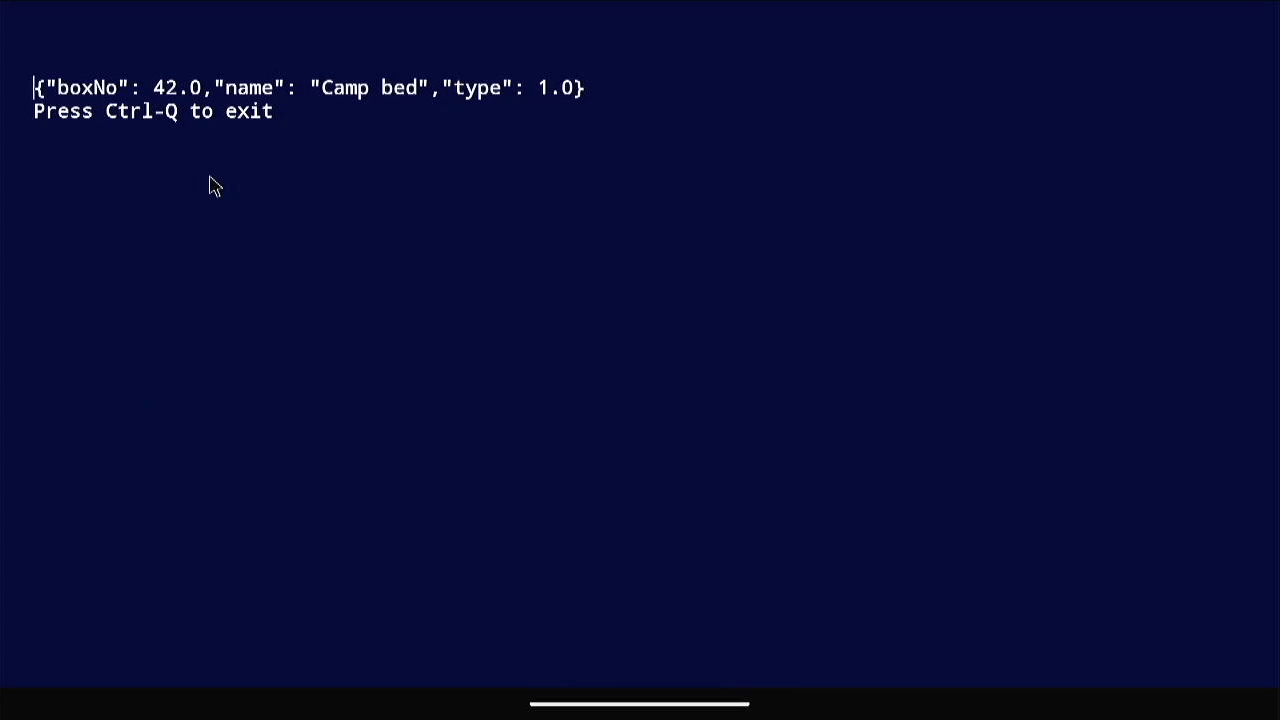 {"boxNo": 42.0,"name": "Camp bed","type": 1.0}
Press Ctrl-Q to exit